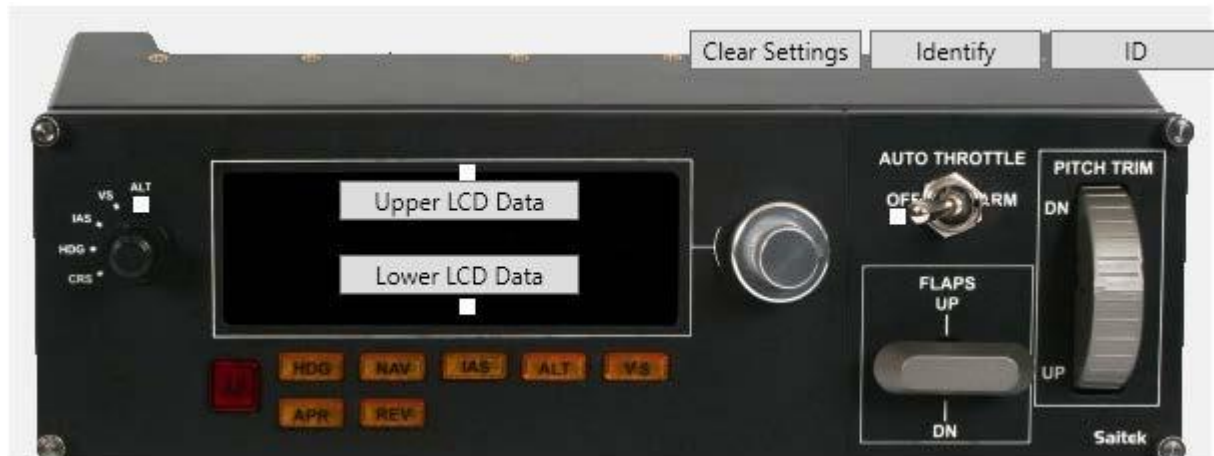 Clear Settings
Identify
ID
AUTO THROTTLE
OFF
ARM
PITCH TRIM
DN
UP
ALT
VS
IAS
HDG
CRS
Upper LCD Data
Lower LCD Data
FLAPS
UP
DN
HDG
NAV
IAS
ALT
VS
APR
REV
Saitek